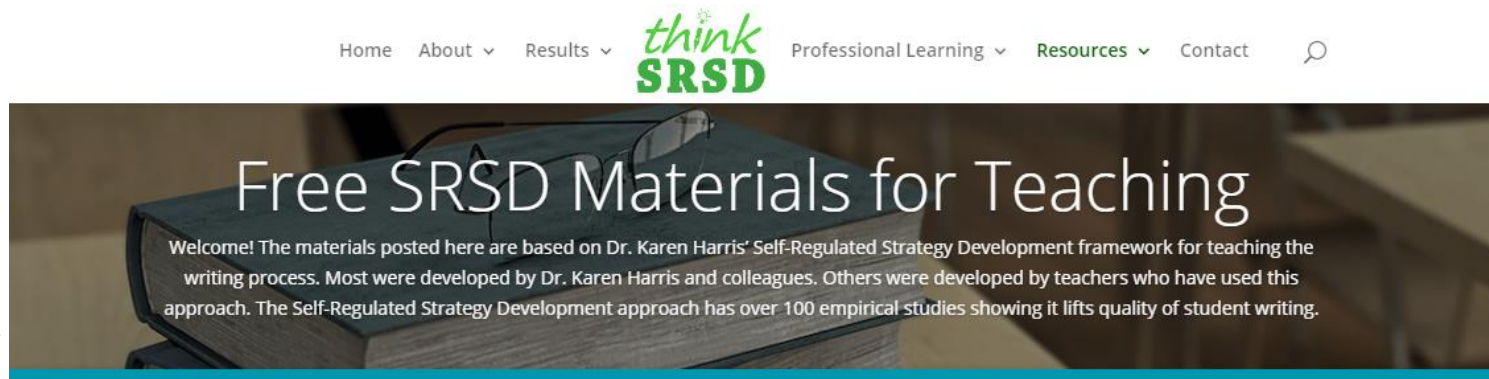 Home About Results think SRSD Professional Learning Resources Contact
Free SRSD Materials for Teaching
Welcome! The materials posted here are based on Dr. Karen Harris' Self-Regulated Strategy Development framework for teaching the
writing process. Most were developed by Dr. Karen Harris and colleagues. Others were developed by teachers who have used this
approach. The Self-Regulated Strategy Development approach has over 100 empirical studies showing it lifts quality of student writing.